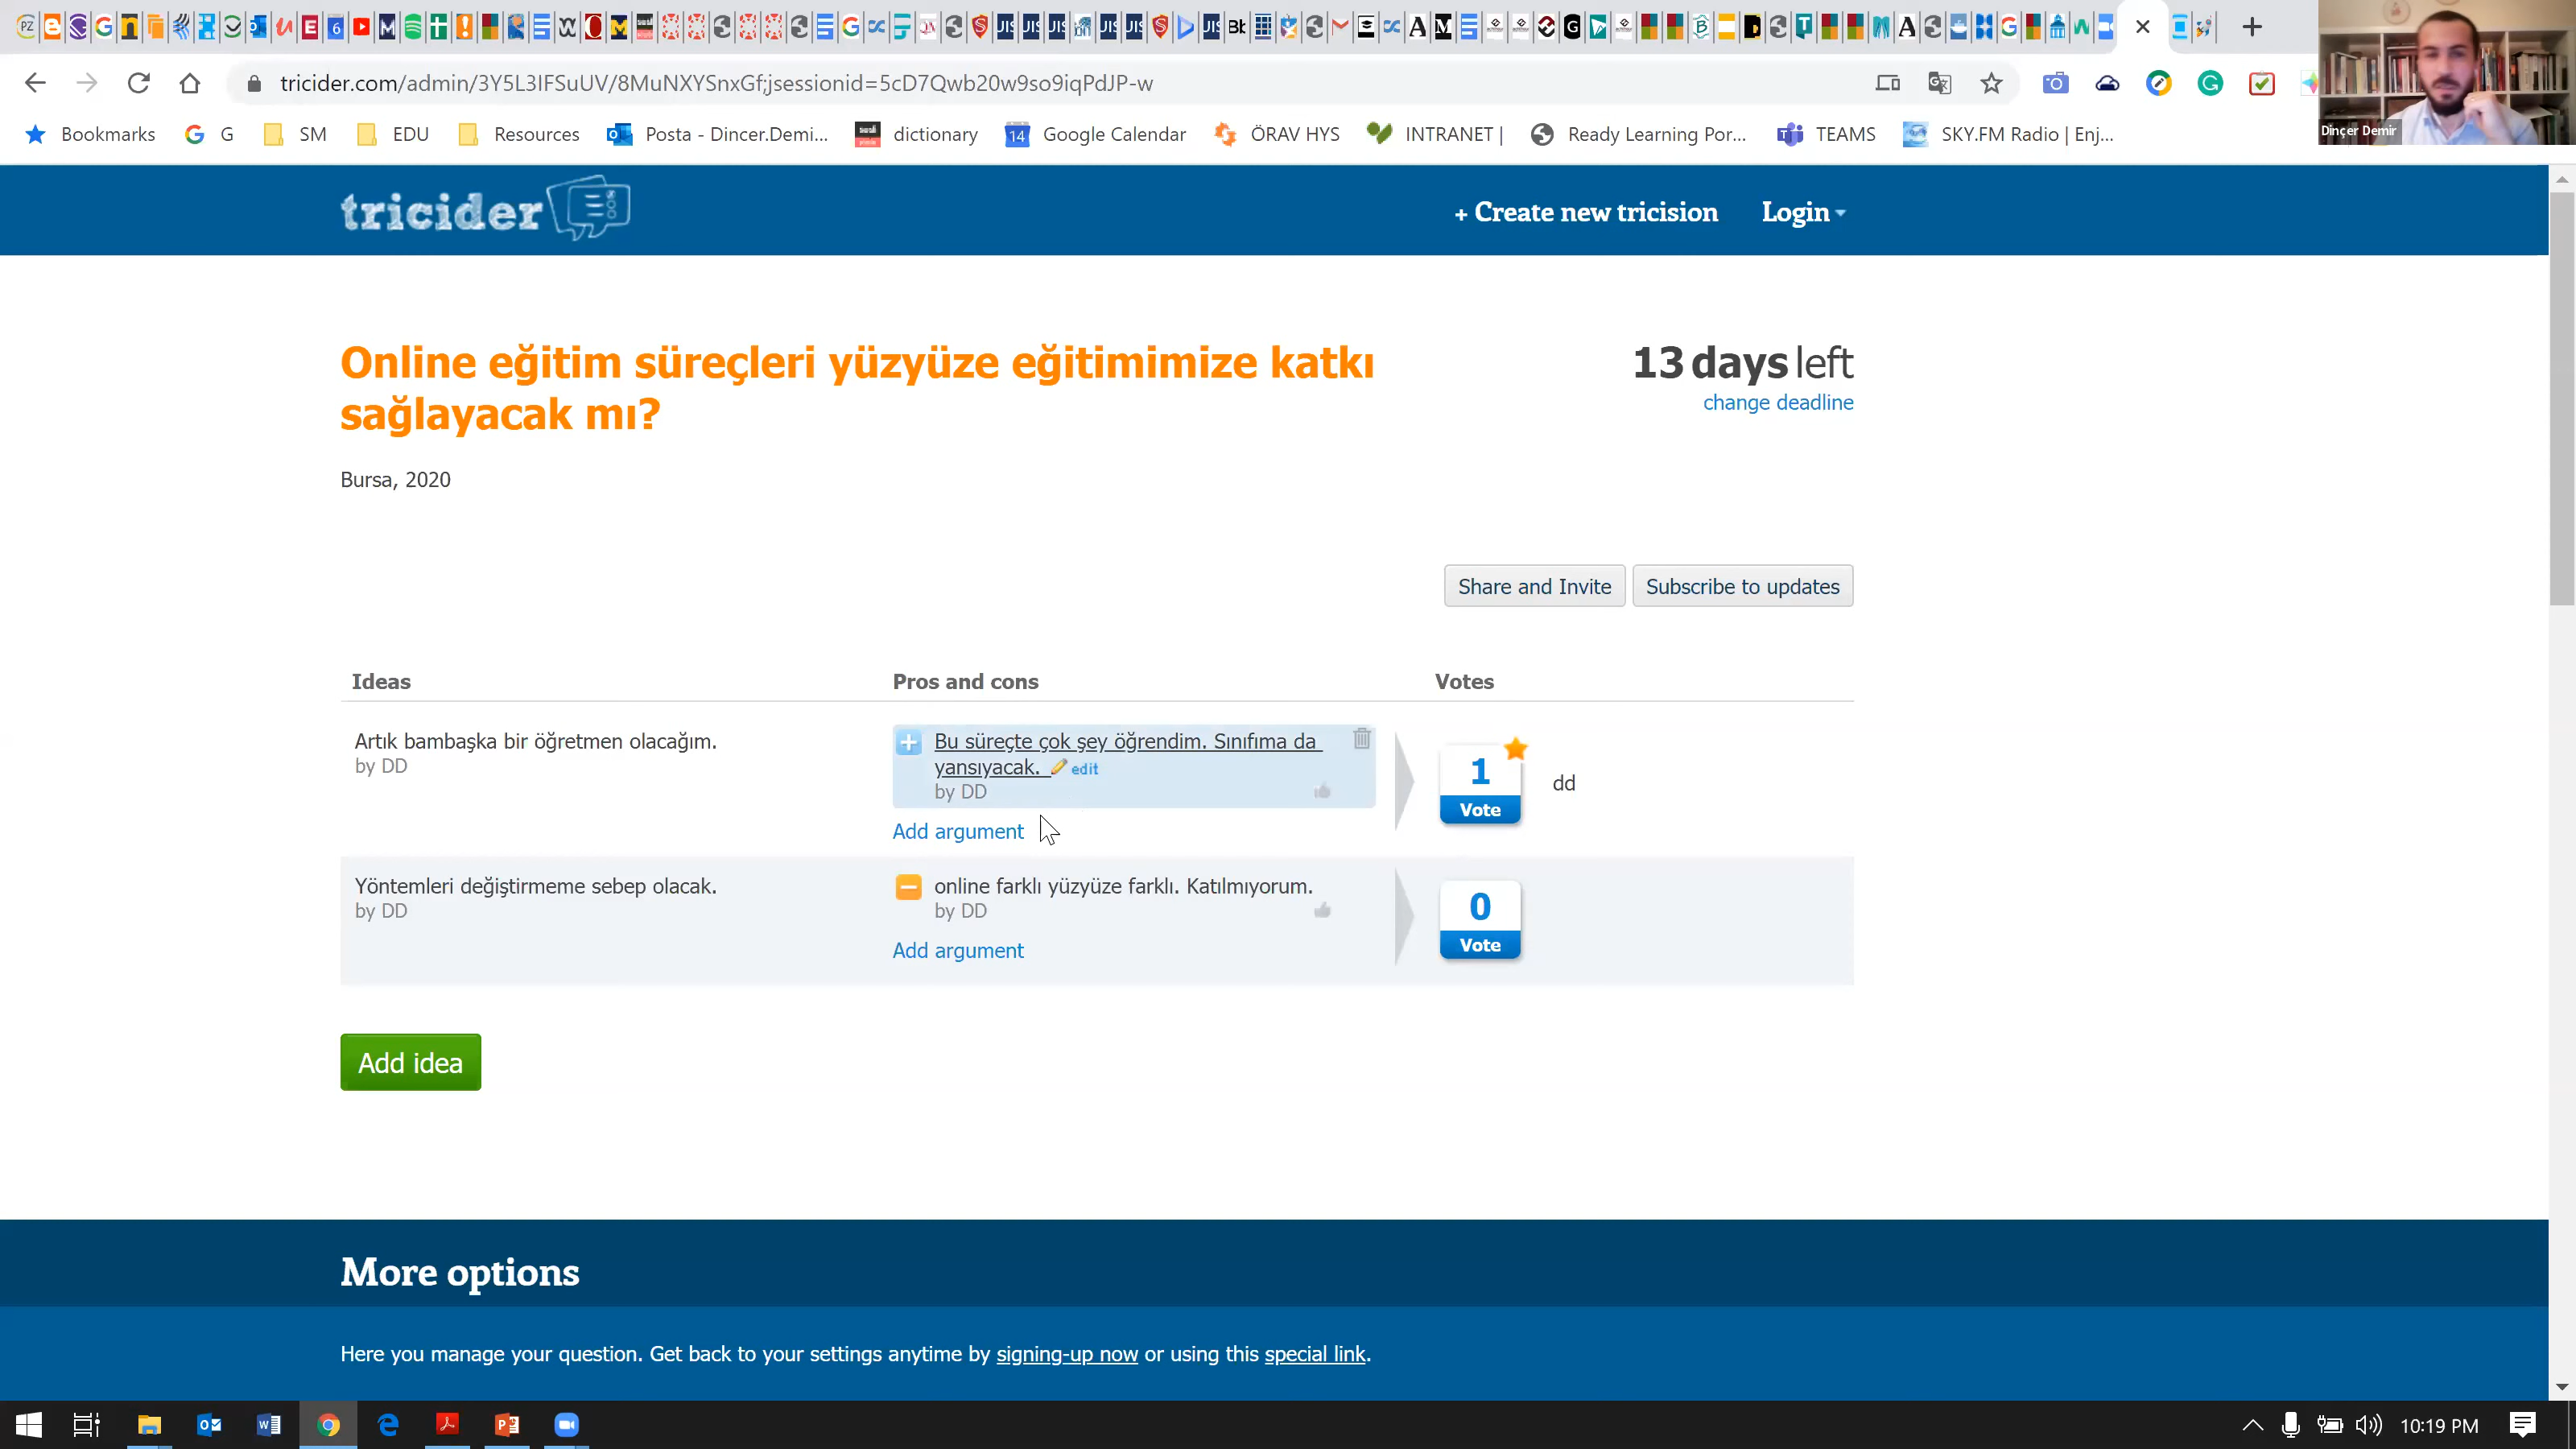 tricider.com/admin/3Y5L3IFSuUV/8MuNXYSnxGf;jsessionid=5cD7Qwb20w9so9iqPdJP-w
Bookmarks G SM EDU Resources Posta - Dincer.Demi... dictionary Google Calendar ÖRAV HYS INTRANET | Ready Learning Por... TEAMS SKY.FM Radio | Enj...
Dinçer Demir
tricider
+ Create new tricision Login
Online eğitim süreçleri yüzyüze eğitimimize katkı
sağlayacak mı?
13 days left
change deadline
Bursa, 2020
Share and Invite Subscribe to updates
Ideas Pros and cons Votes
Artık bambaşka bir öğretmen olacağım.
by DD
Bu süreçte çok şey öğrendim. Sınıfıma da
yansıyacak. edit
by DD
Add argument
1
Vote
dd
Yöntemleri değiştirmeme sebep olacak.
by DD
online farklı yüzyüze farklı. Katılmıyorum.
by DD
Add argument
0
Vote
Add idea
More options
Here you manage your question. Get back to your settings anytime by signing-up now or using this special link.
10:19 PM